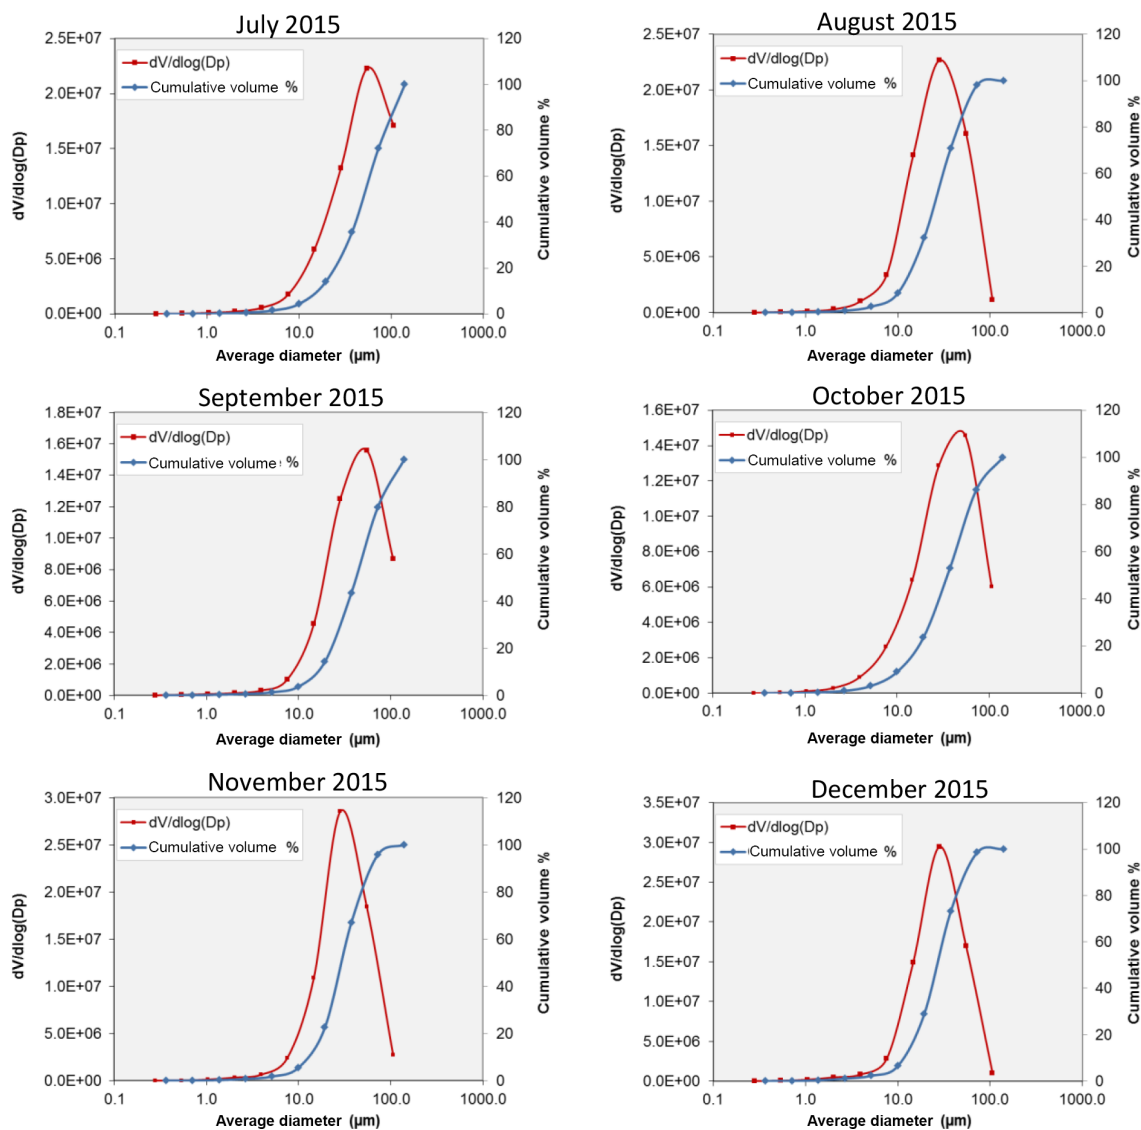 July 2015
2.5E+07
2.0E+07
1.5E+07
1.0E+07
5.0E+06
0.0E+00
dV/dlog(Dp)
dV/dlog(Dp)
Cumulative volume %
120
100
80
60
40
20
0
Cumulative volume %
0.1 1.0 10.0 100.0 1000.0
Average diameter (µm)
August 2015
2.5E+07
2.0E+07
1.5E+07
1.0E+07
5.0E+06
0.0E+00
dV/dlog(Dp)
dV/dlog(Dp)
Cumulative volume %
120
100
80
60
40
20
0
Cumulative volume %
0.1 1.0 10.0 100.0 1000.0
Average diameter (µm)
September 2015
1.8E+07
1.6E+07
1.4E+07
1.2E+07
1.0E+07
8.0E+06
6.0E+06
4.0E+06
2.0E+06
0.0E+00
dV/dlog(Dp)
dV/dlog(Dp)
Cumulative volume %
120
100
80
60
40
20
0
Cumulative volume %
0.1 1.0 10.0 100.0 1000.0
Average diameter (µm)
October 2015
1.6E+07
1.4E+07
1.2E+07
1.0E+07
8.0E+06
6.0E+06
4.0E+06
2.0E+06
0.0E+00
dV/dlog(Dp)
dV/dlog(Dp)
Cumulative volume %
120
100
80
60
40
20
0
Cumulative volume %
0.1 1.0 10.0 100.0 1000.0
Average diameter (µm)
November 2015
3.0E+07
2.5E+07
2.0E+07
1.5E+07
1.0E+07
5.0E+06
0.0E+00
dV/dlog(Dp)
dV/dlog(Dp)
Cumulative volume %
120
100
80
60
40
20
0
Cumulative volume %
0.1 1.0 10.0 100.0 1000.0
Average diameter (µm)
December 2015
3.5E+07
3.0E+07
2.5E+07
2.0E+07
1.5E+07
1.0E+07
5.0E+06
0.0E+00
dV/dlog(Dp)
dV/dlog(Dp)
Cumulative volume %
120
100
80
60
40
20
0
Cumulative volume %
0.1 1.0 10.0 100.0 1000.0
Average diameter (µm)